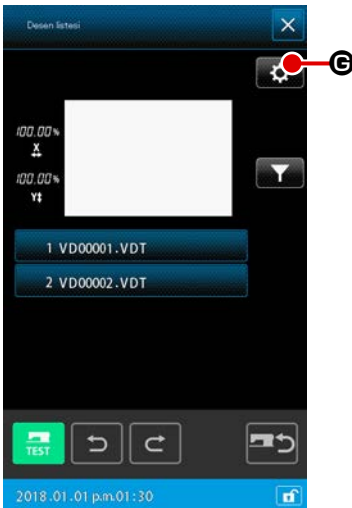 Desen listesi
G
100.00%
X
100.00%
Y
1 VD00001.VDT
2 VD00002.VDT
TEST
2018.01.01 p.m.01:30